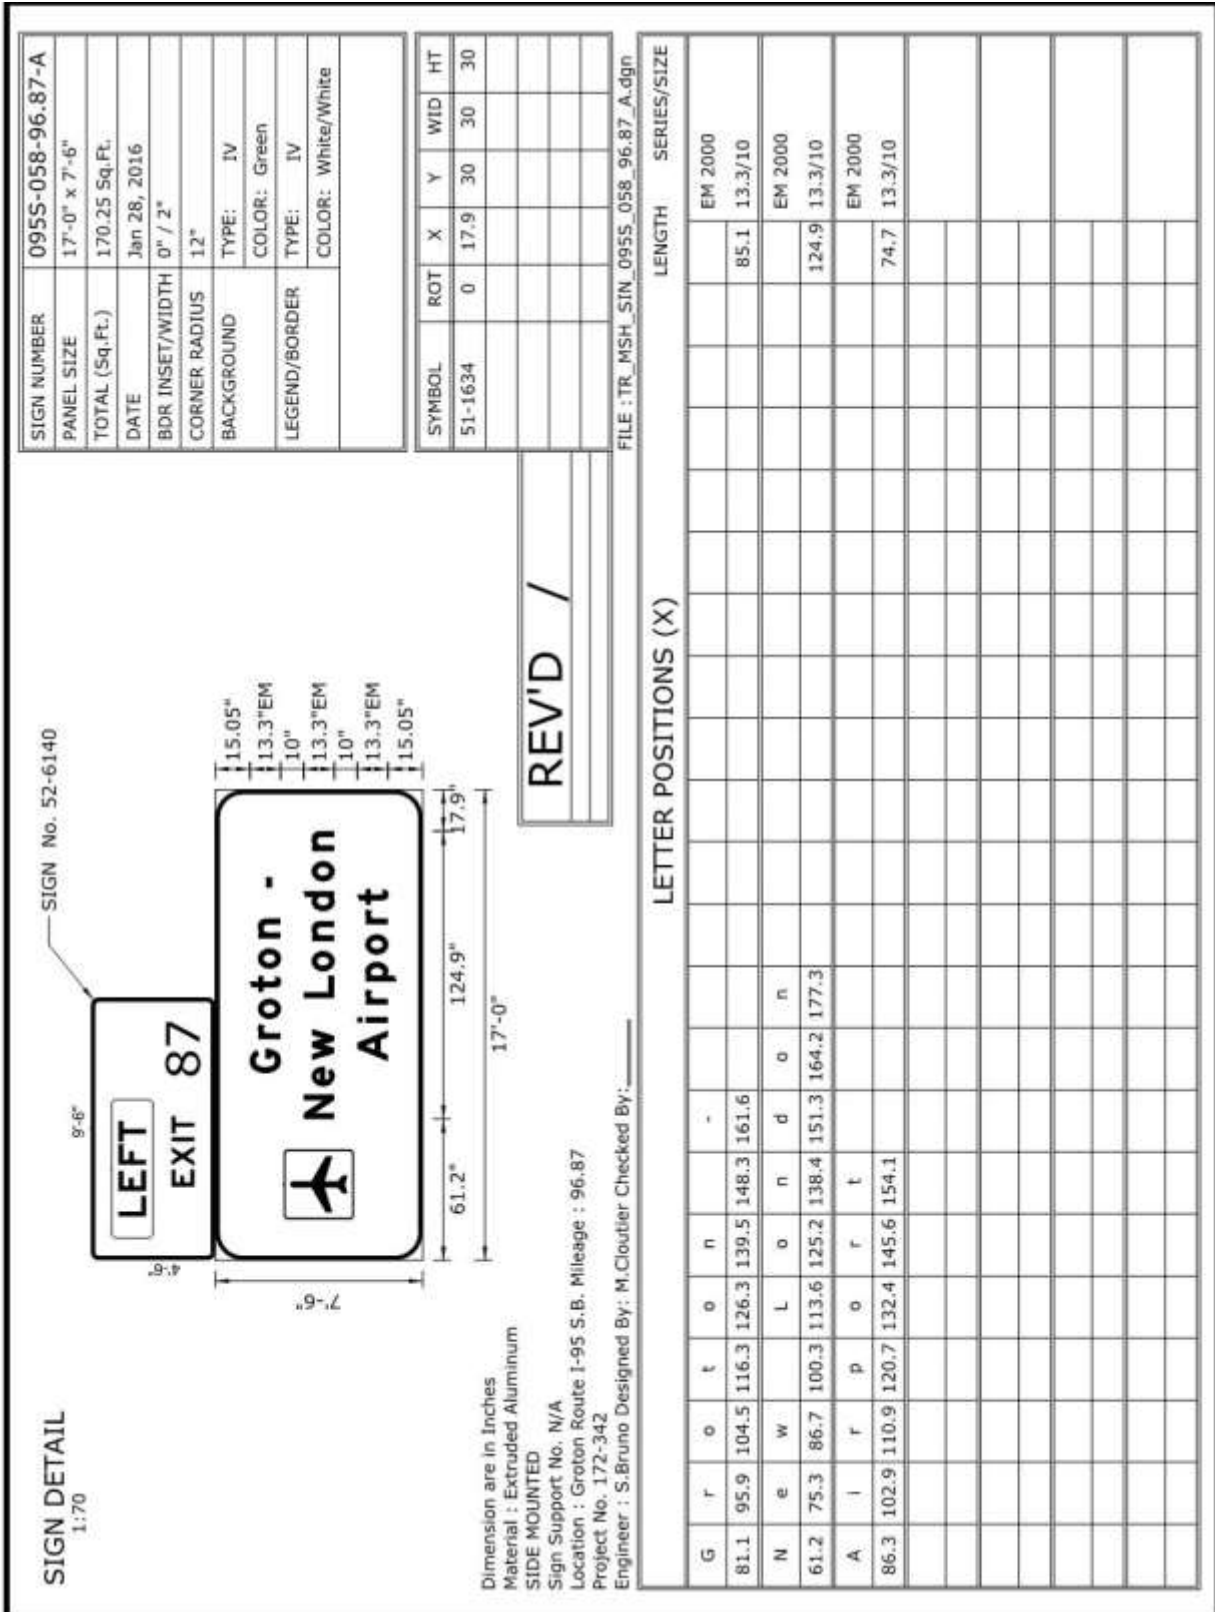 SIGN DETAIL
1:70
SIGN No. 52-6140
9'-6"
4'-6"
LEFT
EXIT 87
Groton -
New London
Airport
7'-6"
15.05"
13.3"EM
10"
13.3"EM
10"
13.3"EM
15.05"
61.2" 124.9" 17.9"
17'-0"
SIGN NUMBER 095S-058-96.87-A
PANEL SIZE 17'-0" x 7'-6"
TOTAL (Sq.Ft.) 170.25 Sq.Ft.
DATE Jan 28, 2016
BDR INSET/WIDTH 0" / 2"
CORNER RADIUS 12"
BACKGROUND TYPE: IV
COLOR: Green
LEGEND/BORDER TYPE: IV
COLOR: White/White
SYMBOL ROT X Y WID HT
51-1634 0 17.9 30 30 30
REV'D /
Dimension are in Inches
Material : Extruded Aluminum
SIDE MOUNTED
Sign Support No. N/A
Location : Groton Route I-95 S.B. Mileage : 96.87
Project No. 172-342
Engineer : S.Bruno Designed By: M.Cloutier Checked By:
FILE : TR_MSH_SIN_095S_058_96.87_A.dgn
LETTER POSITIONS (X) LENGTH SERIES/SIZE
G r o t o n - EM 2000
81.1 95.9 104.5 116.3 126.3 139.5 148.3 161.6 85.1 13.3/10
N e w L o n d o n EM 2000
61.2 75.3 86.7 100.3 113.6 125.2 138.4 151.3 164.2 177.3 124.9 13.3/10
A i r p o r t EM 2000
86.3 102.9 110.9 120.7 132.4 145.6 154.1 74.7 13.3/10